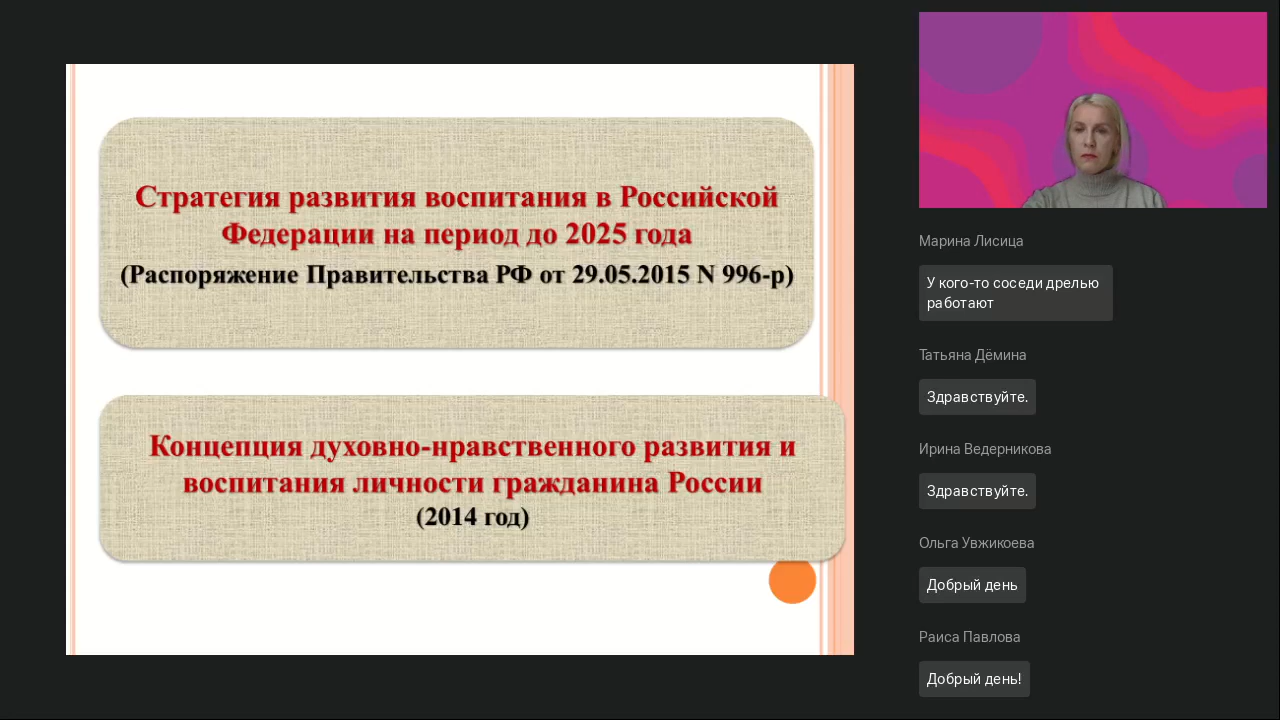 Стратегия развития воспитания в Российской
Федерации на период до 2025 года
(Распоряжение Правительства РФ от 29.05.2015 N 996-р)
Концепция духовно-нравственного развития и
воспитания личности гражданина России
(2014 год)
Марина Лисица
У кого-то соседи дрелью
работают
Татьяна Дёмина
Здравствуйте.
Ирина Ведерникова
Здравствуйте.
Ольга Увжикоева
Добрый день
Раиса Павлова
Добрый день!